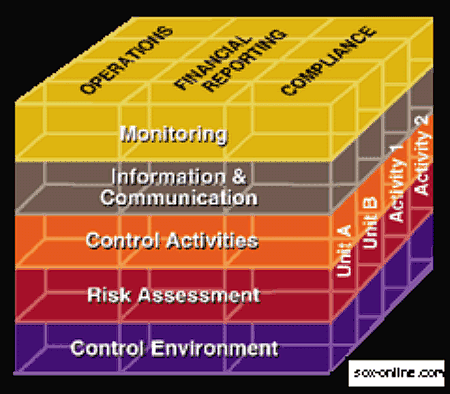 OPERATIONS
FINANCIAL
REPORTING
COMPLIANCE
Monitoring
Information &
Communication
Control Activities
Risk Assessment
Control Environment
Unit A
Unit B
Activity 1
Activity 2
sox-online.com